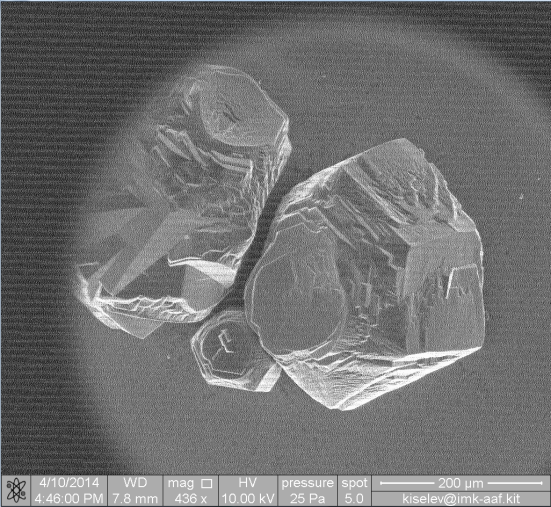 4/10/2014 WD mag HV pressure spot 200 µm
4:46:00 PM 7.8 mm 436 x 10.00 kV 25 Pa 5.0 kiselev@imk-aaf.kit